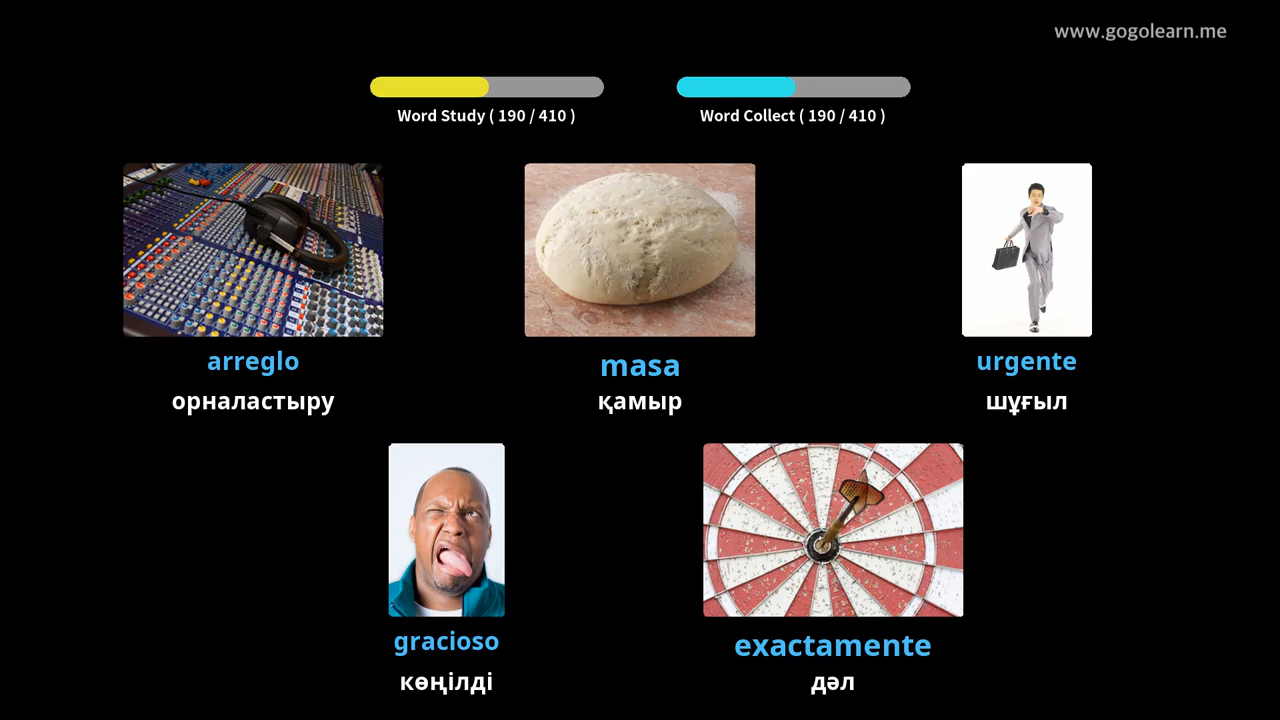 www.gogolearn.me
Word Study ( 190 / 410 )
Word Collect ( 190 / 410 )
arreglo
орналастыру
masa
қамыр
urgente
шұғыл
gracioso
көңілді
exactamente
дәл